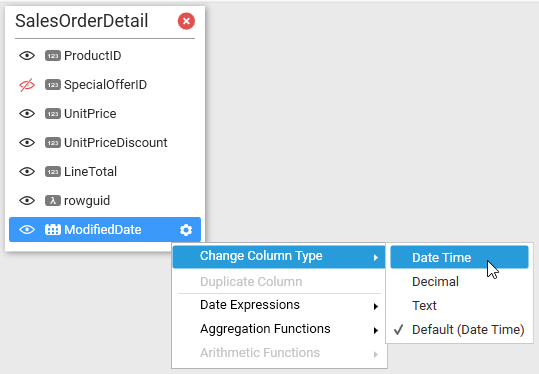 SalesOrderDetail
123 ProductID
123 SpecialOfferID
123 UnitPrice
123 UnitPriceDiscount
123 LineTotal
λ rowguid
ModifiedDate
Change Column Type
Duplicate Column
Date Expressions
Aggregation Functions
Arithmetic Functions
Date Time
Decimal
Text
Default (Date Time)